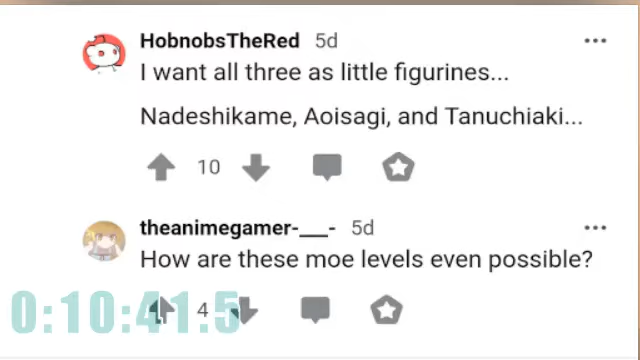 HobnobsTheRed 5d
I want all three as little figurines...
Nadeshikame, Aoisagi, and Tanuchiaki...
10
theanimegamer-___- 5d
How are these moe levels even possible?
4
0:10:41:5